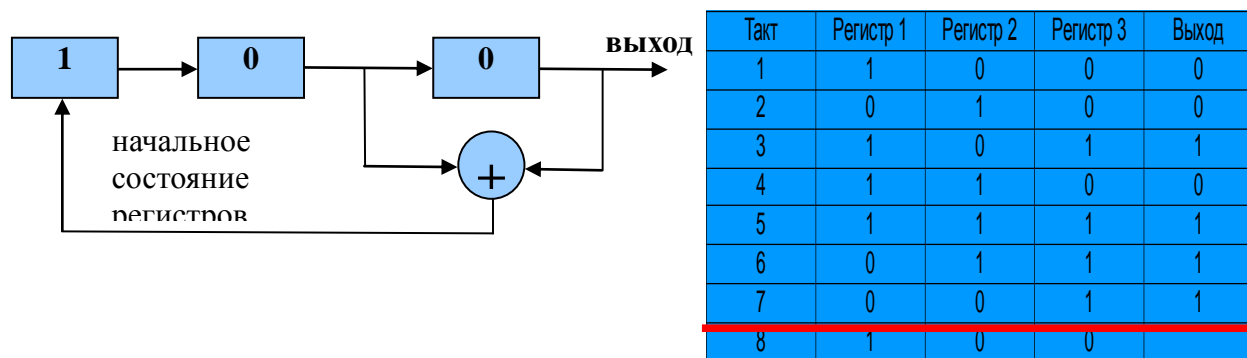 1 0 0 выход
+
начальное
состояние
регистров
Такт Регистр 1 Регистр 2 Регистр 3 Выход
1 1 0 0 0
2 0 1 0 0
3 1 0 1 1
4 1 1 0 0
5 1 1 1 1
6 0 1 1 1
7 0 0 1 1
8 1 0 0